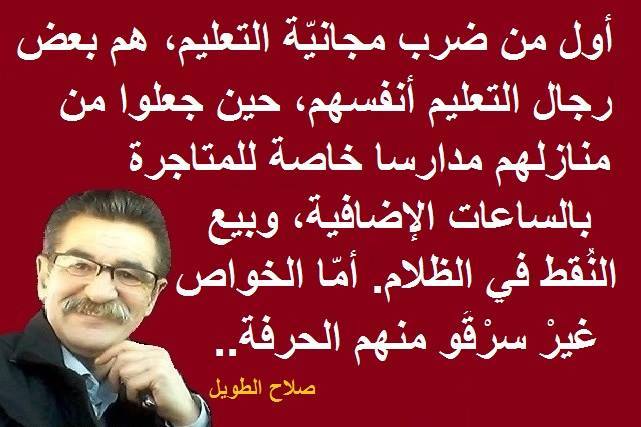 أول من ضرب مجانيّة التعليم، هم بعض
رجال التعليم أنفسهم، حين جعلوا من
منازلهم مدارسا خاصة للمتاجرة
بالساعات الإضافية، وبيع
النُقط في الظلام. أمّا الخواص
غيرْ سرْقَو منهم الحرفة..
صلاح الطويل